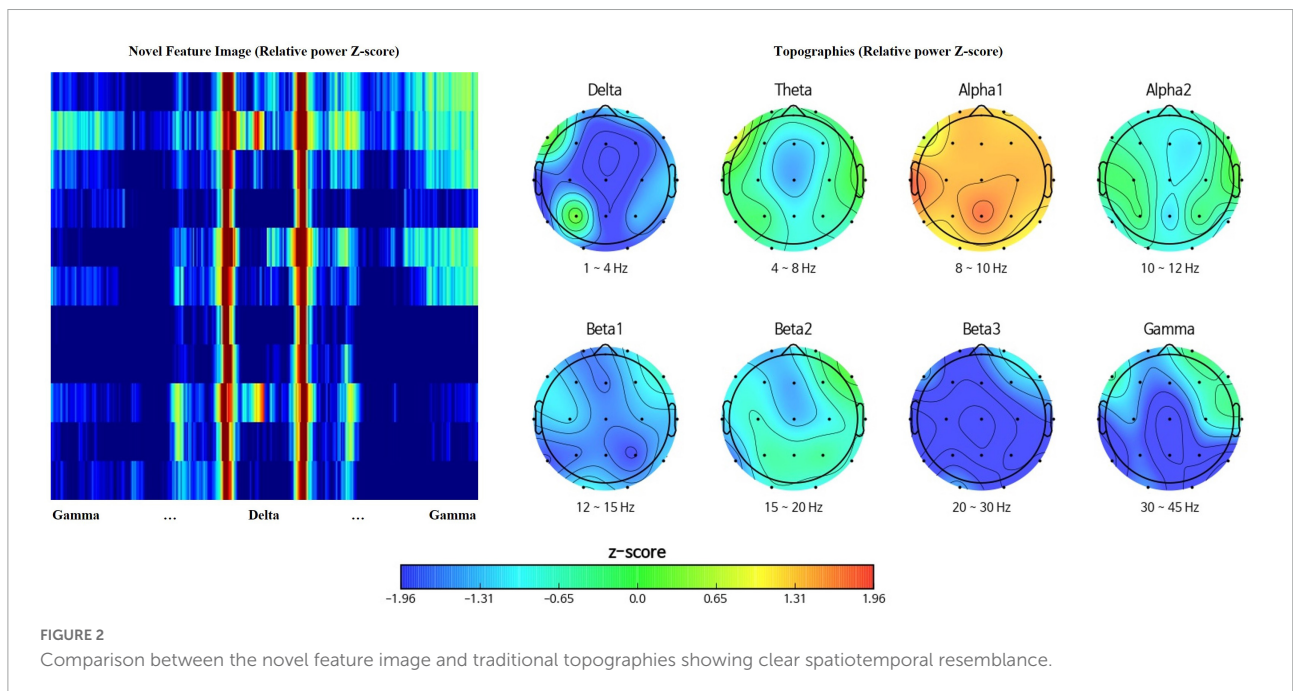 Novel Feature Image (Relative power Z-score)
Gamma ... Delta ... Gamma
Topographies (Relative power Z-score)
Delta Theta Alpha1 Alpha2
1 ~ 4 Hz 4 ~ 8 Hz 8 ~ 10 Hz 10 ~ 12 Hz
Beta1 Beta2 Beta3 Gamma
12 ~ 15 Hz 15 ~ 20 Hz 20 ~ 30 Hz 30 ~ 45 Hz
z-score
−1.96 −1.31 −0.65 0.0 0.65 1.31 1.96
FIGURE 2
Comparison between the novel feature image and traditional topographies showing clear spatiotemporal resemblance.